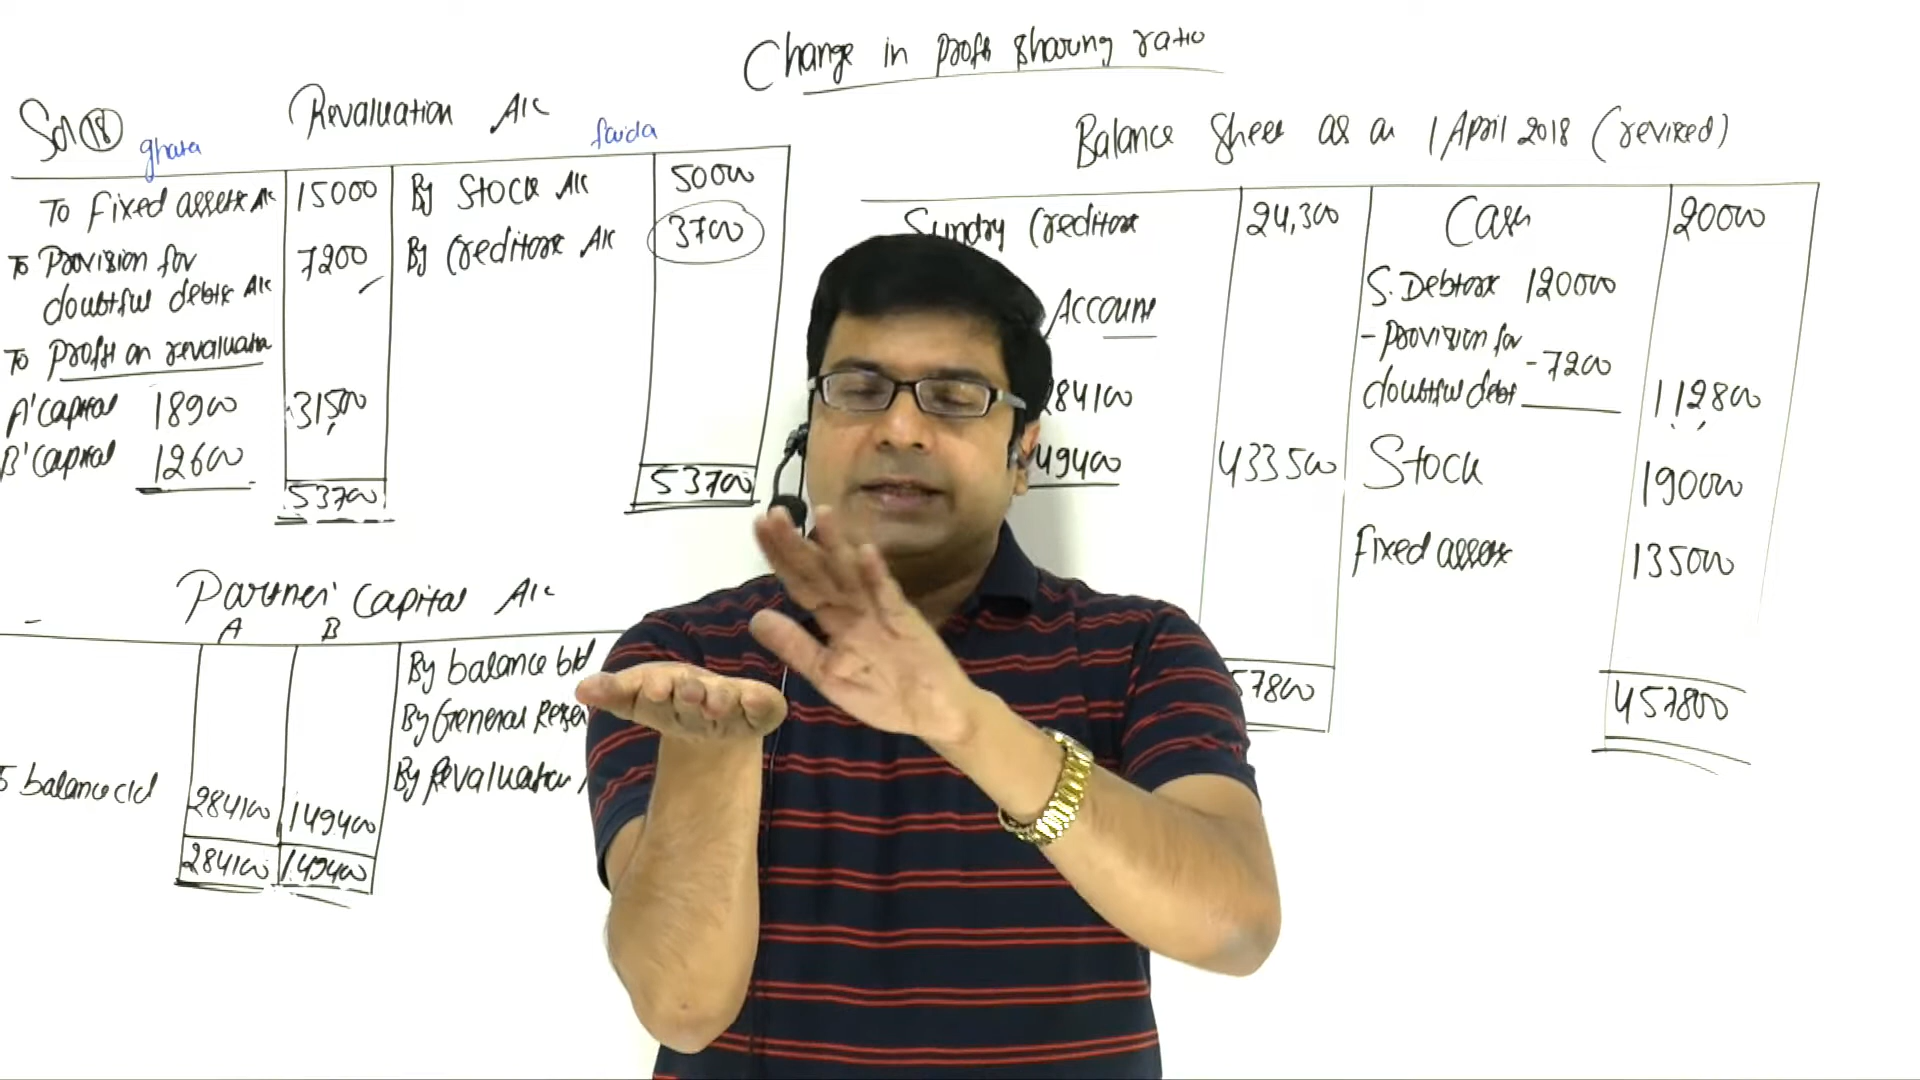 Change in profit sharing ratio
Sol 18
Revaluation A/c
ghata
faida
To Fixed assets A/c 15000 By Stock A/c 50000
To Provision for doubtful debts A/c 7200 By Creditors A/c 3700
To Profit on revaluation
A' Capital 18900 31500
B' Capital 12600
53700 53700
Partner' Capital A/c
A B
By balance b/d
By General Reser
By Revaluation
balance c/d 284100 149400
284100 149400
Balance Sheet as on 1 April 2018 (revised)
Sundry Creditors 24,300 Cash 20000
S. Debtors 120000
Account
- Provision for
doubtful debt - 7200 112800
84100
49400 433500 Stock 190000
Fixed assets 135000
57800 457800